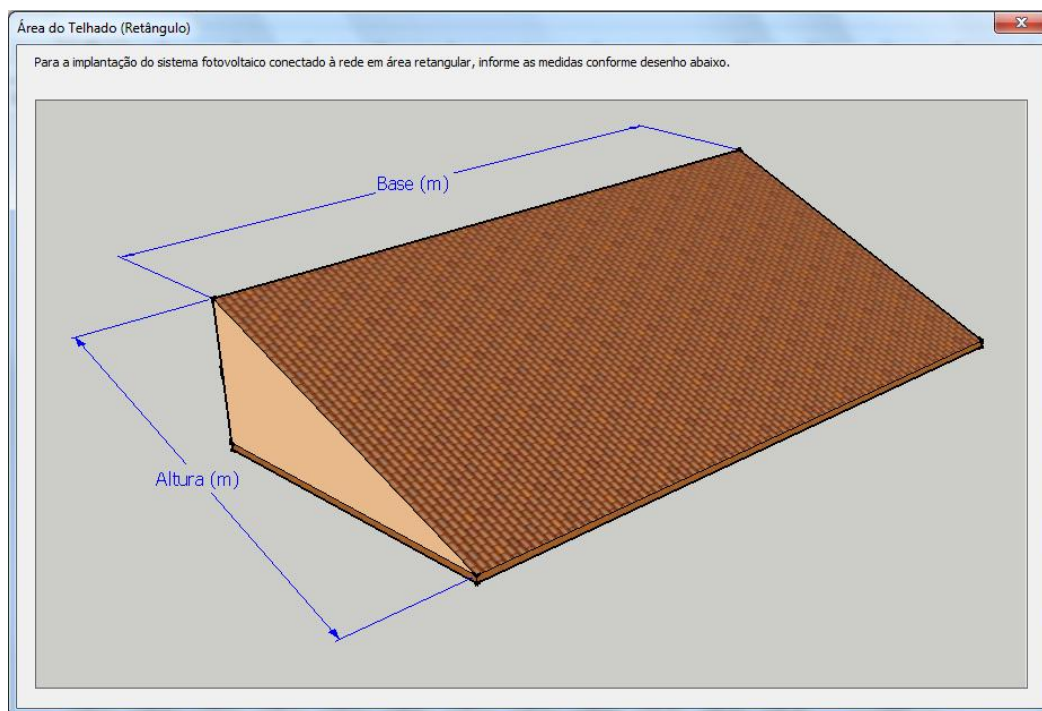 Área do Telhado (Retângulo)
Para a implantação do sistema fotovoltaico conectado à rede em área retangular, informe as medidas conforme desenho abaixo.
Base (m)
Altura (m)